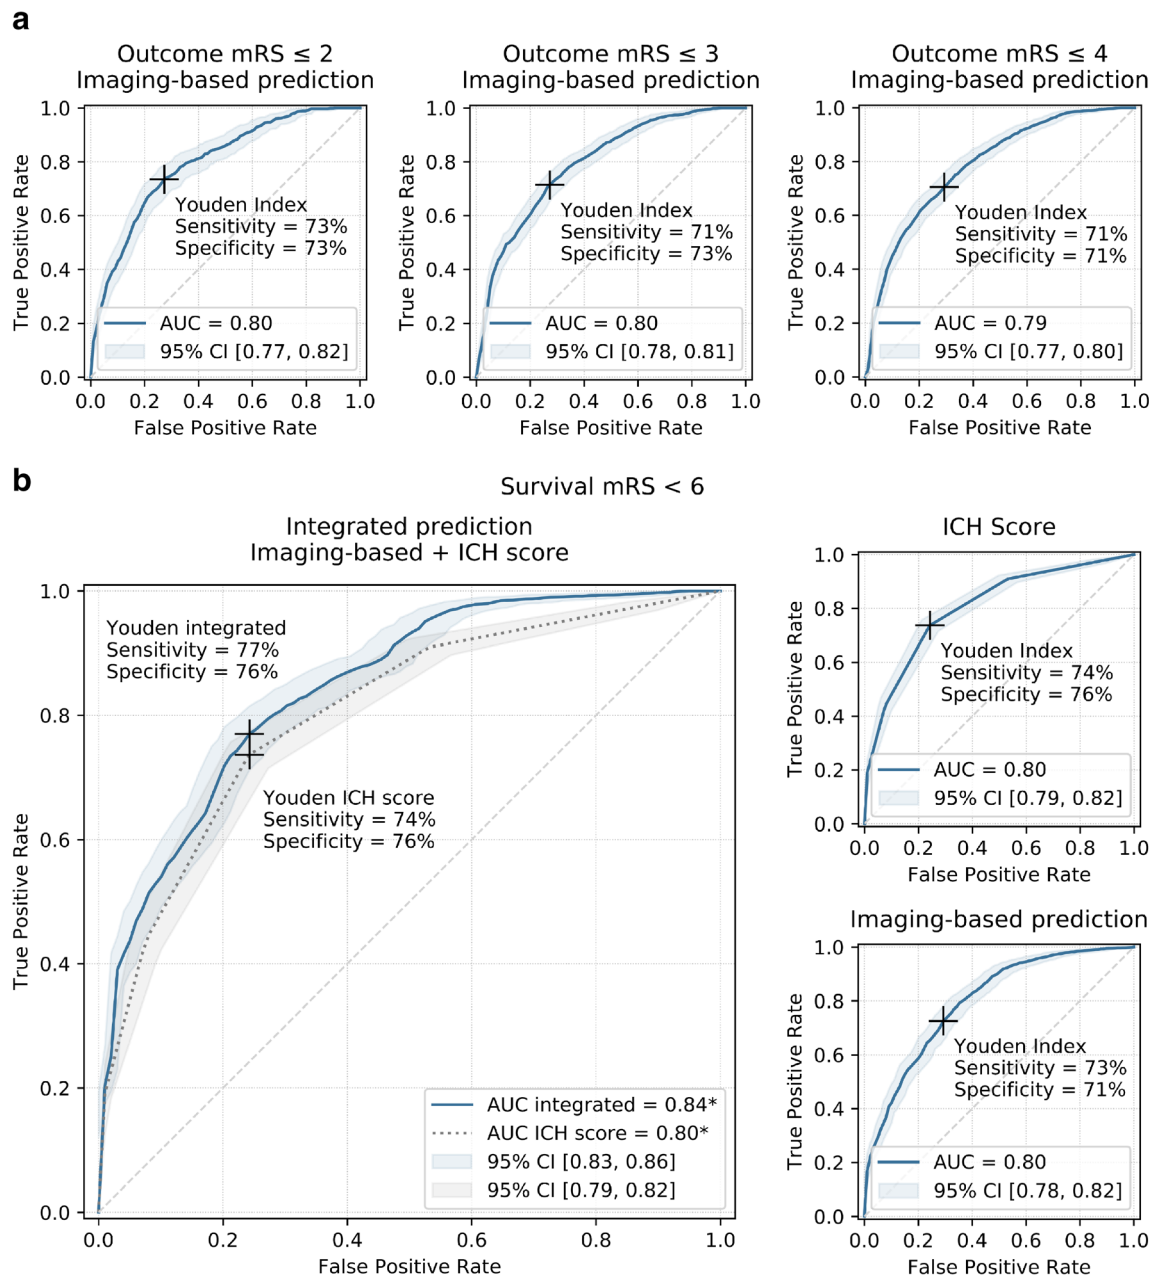 a
Outcome mRS ≤ 2
Imaging-based prediction
1.0
0.8
0.6
0.4
0.2
0.0
True Positive Rate
Youden Index
Sensitivity = 73%
Specificity = 73%
AUC = 0.80
95% CI [0.77, 0.82]
0.0 0.2 0.4 0.6 0.8 1.0
False Positive Rate
Outcome mRS ≤ 3
Imaging-based prediction
1.0
0.8
0.6
0.4
0.2
0.0
True Positive Rate
Youden Index
Sensitivity = 71%
Specificity = 73%
AUC = 0.80
95% CI [0.78, 0.81]
0.0 0.2 0.4 0.6 0.8 1.0
False Positive Rate
Outcome mRS ≤ 4
Imaging-based prediction
1.0
0.8
0.6
0.4
0.2
0.0
True Positive Rate
Youden Index
Sensitivity = 71%
Specificity = 71%
AUC = 0.79
95% CI [0.77, 0.80]
0.0 0.2 0.4 0.6 0.8 1.0
False Positive Rate
b
Survival mRS < 6
Integrated prediction
Imaging-based + ICH score
1.0
0.8
0.6
0.4
0.2
0.0
True Positive Rate
Youden integrated
Sensitivity = 77%
Specificity = 76%
Youden ICH score
Sensitivity = 74%
Specificity = 76%
AUC integrated = 0.84*
AUC ICH score = 0.80*
95% CI [0.83, 0.86]
95% CI [0.79, 0.82]
0.0 0.2 0.4 0.6 0.8 1.0
False Positive Rate
ICH Score
1.0
0.8
0.6
0.4
0.2
0.0
True Positive Rate
Youden Index
Sensitivity = 74%
Specificity = 76%
AUC = 0.80
95% CI [0.79, 0.82]
0.0 0.2 0.4 0.6 0.8 1.0
False Positive Rate
Imaging-based prediction
1.0
0.8
0.6
0.4
0.2
0.0
True Positive Rate
Youden Index
Sensitivity = 73%
Specificity = 71%
AUC = 0.80
95% CI [0.78, 0.82]
0.0 0.2 0.4 0.6 0.8 1.0
False Positive Rate